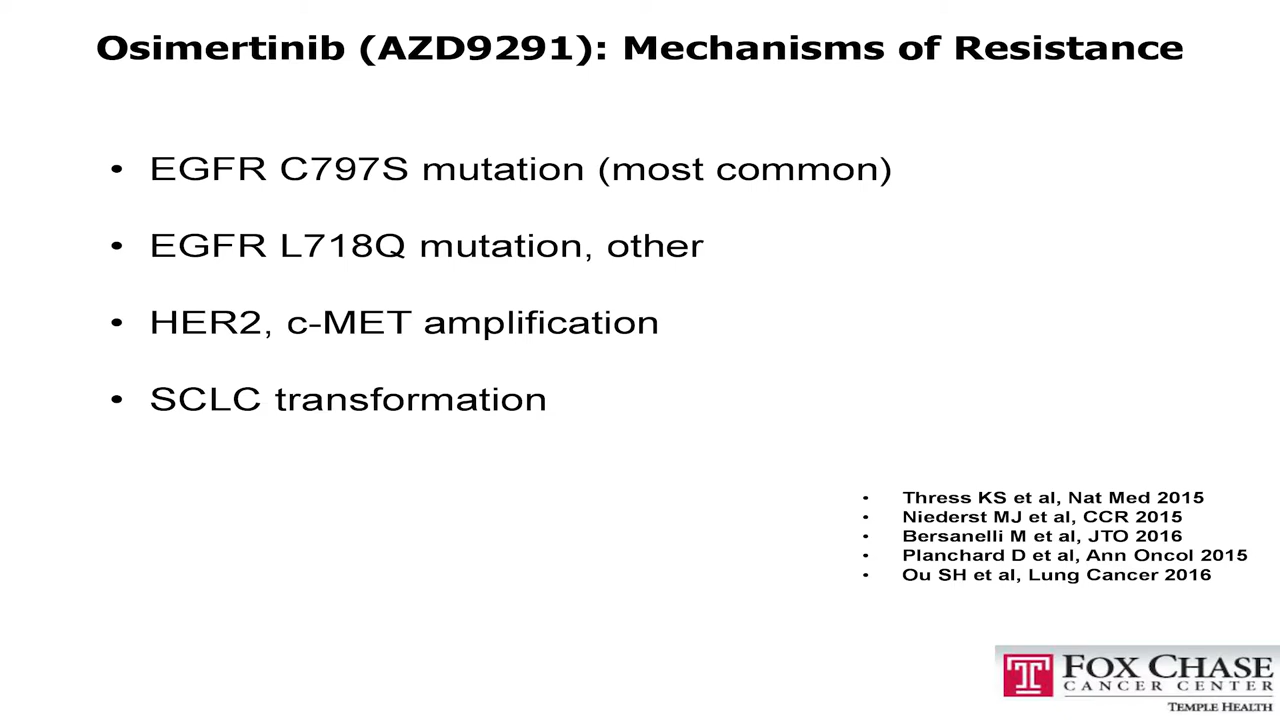 Osimertinib (AZD9291): Mechanisms of Resistance
• EGFR C797S mutation (most common)
• EGFR L718Q mutation, other
• HER2, c-MET amplification
• SCLC transformation
• Thress KS et al, Nat Med 2015
• Niederst MJ et al, CCR 2015
• Bersanelli M et al, JTO 2016
• Planchard D et al, Ann Oncol 2015
• Ou SH et al, Lung Cancer 2016
FOX CHASE
CANCER CENTER
TEMPLE HEALTH